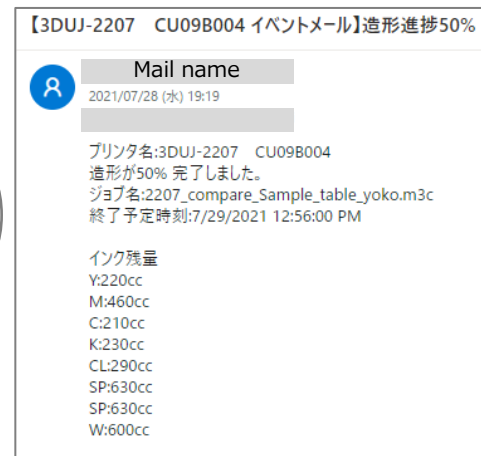 【3DUJ-2207　CU09B004 イベントメール】造形進捗50%
Mail name
2021/07/28 (水) 19:19
プリンタ名:3DUJ-2207　CU09B004
造形が50% 完了しました。
ジョブ名:2207_compare_Sample_table_yoko.m3c
終了予定時刻:7/29/2021 12:56:00 PM
インク残量
Y:220cc
M:460cc
C:210cc
K:230cc
CL:290cc
SP:630cc
SP:630cc
W:600cc